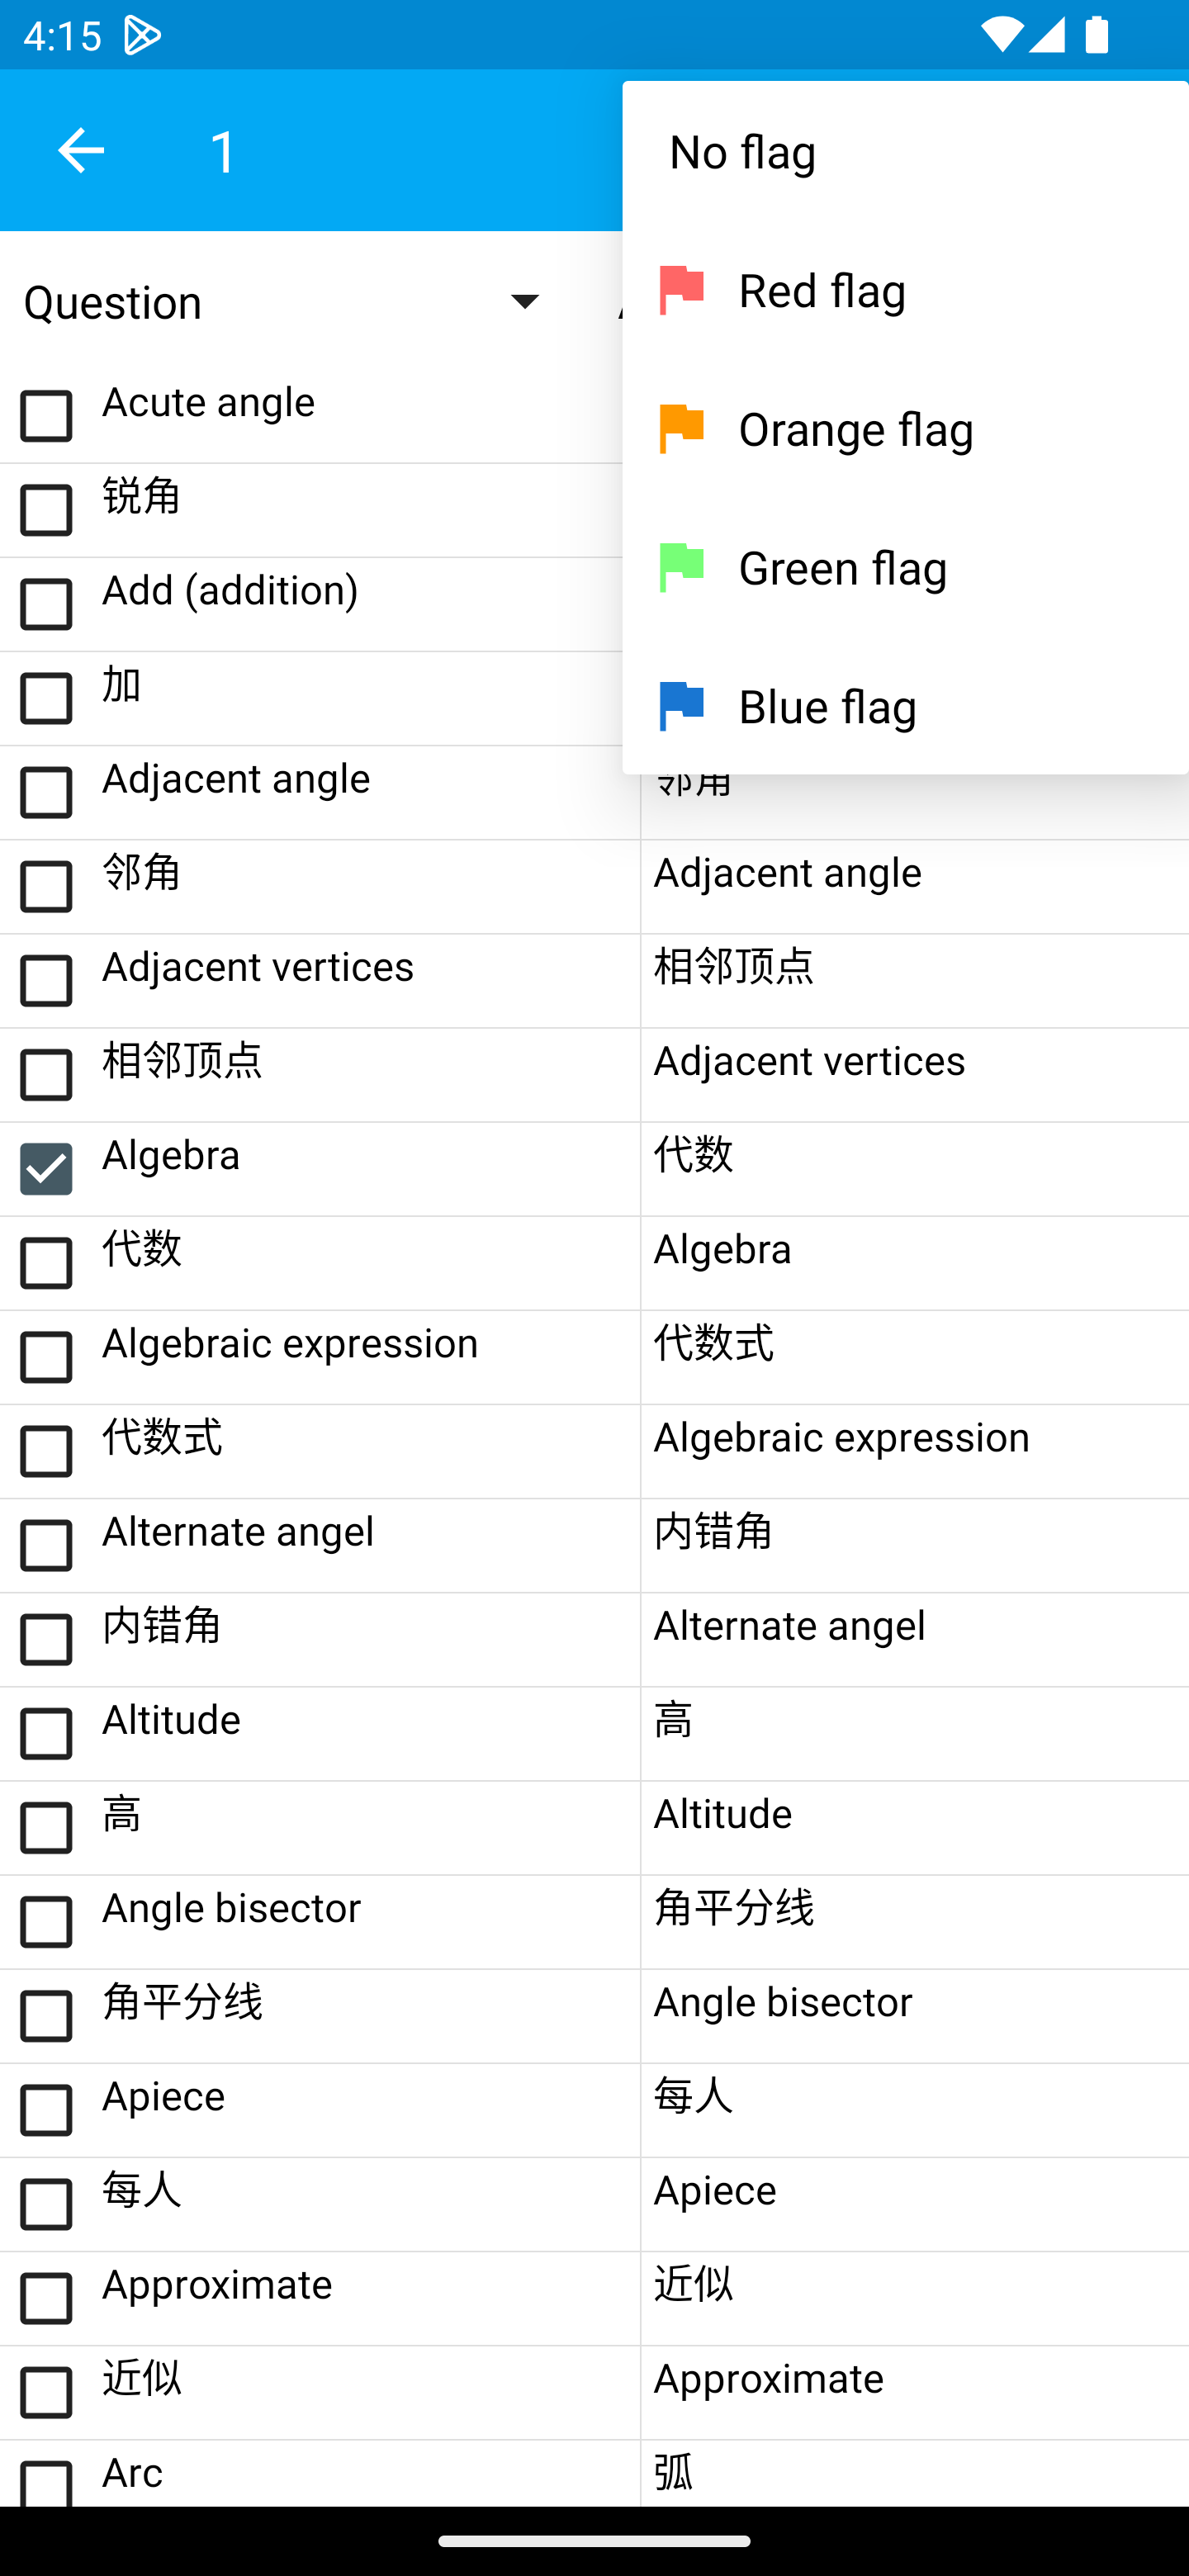 4:15
1
No flag
Red flag
Orange flag
Green flag
Blue flag
Question
Acute angle
锐角
Add (addition)
加
Adjacent angle
邻角
邻角 Adjacent angle
Adjacent vertices 相邻顶点
相邻顶点 Adjacent vertices
Algebra 代数
代数 Algebra
Algebraic expression 代数式
代数式 Algebraic expression
Alternate angel 内错角
内错角 Alternate angel
Altitude 高
高 Altitude
Angle bisector 角平分线
角平分线 Angle bisector
Apiece 每人
每人 Apiece
Approximate 近似
近似 Approximate
Arc 弧